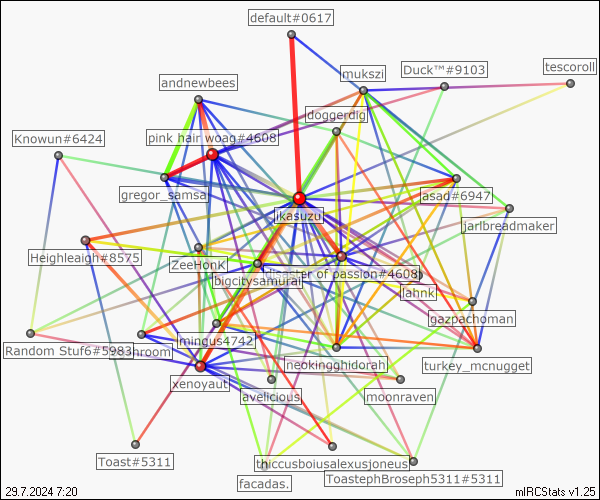 default#0617
mukszi
Duck™#9103
tescoroll
andnewbees
doggerdig
Knowun#6424
pink hair woag#4608
gregor_samsa
asad#6947
ikasuzu
jarlbreadmaker
Heighleaigh#8575
ZeeHonk
disaster of passion#4608
bigcitysamurai
lahnk
gazpachoman
Random Stuf6#5983
hroom
mingus4742
neokingghidorah
turkey_mcnugget
xenoyaut
avelicious
moonraven
Toast#5311
thiccusboiusalexusjoneus
facadas.
ToastephBroseph5311#5311
29.7.2024 7:20
mIRCStats v1.25